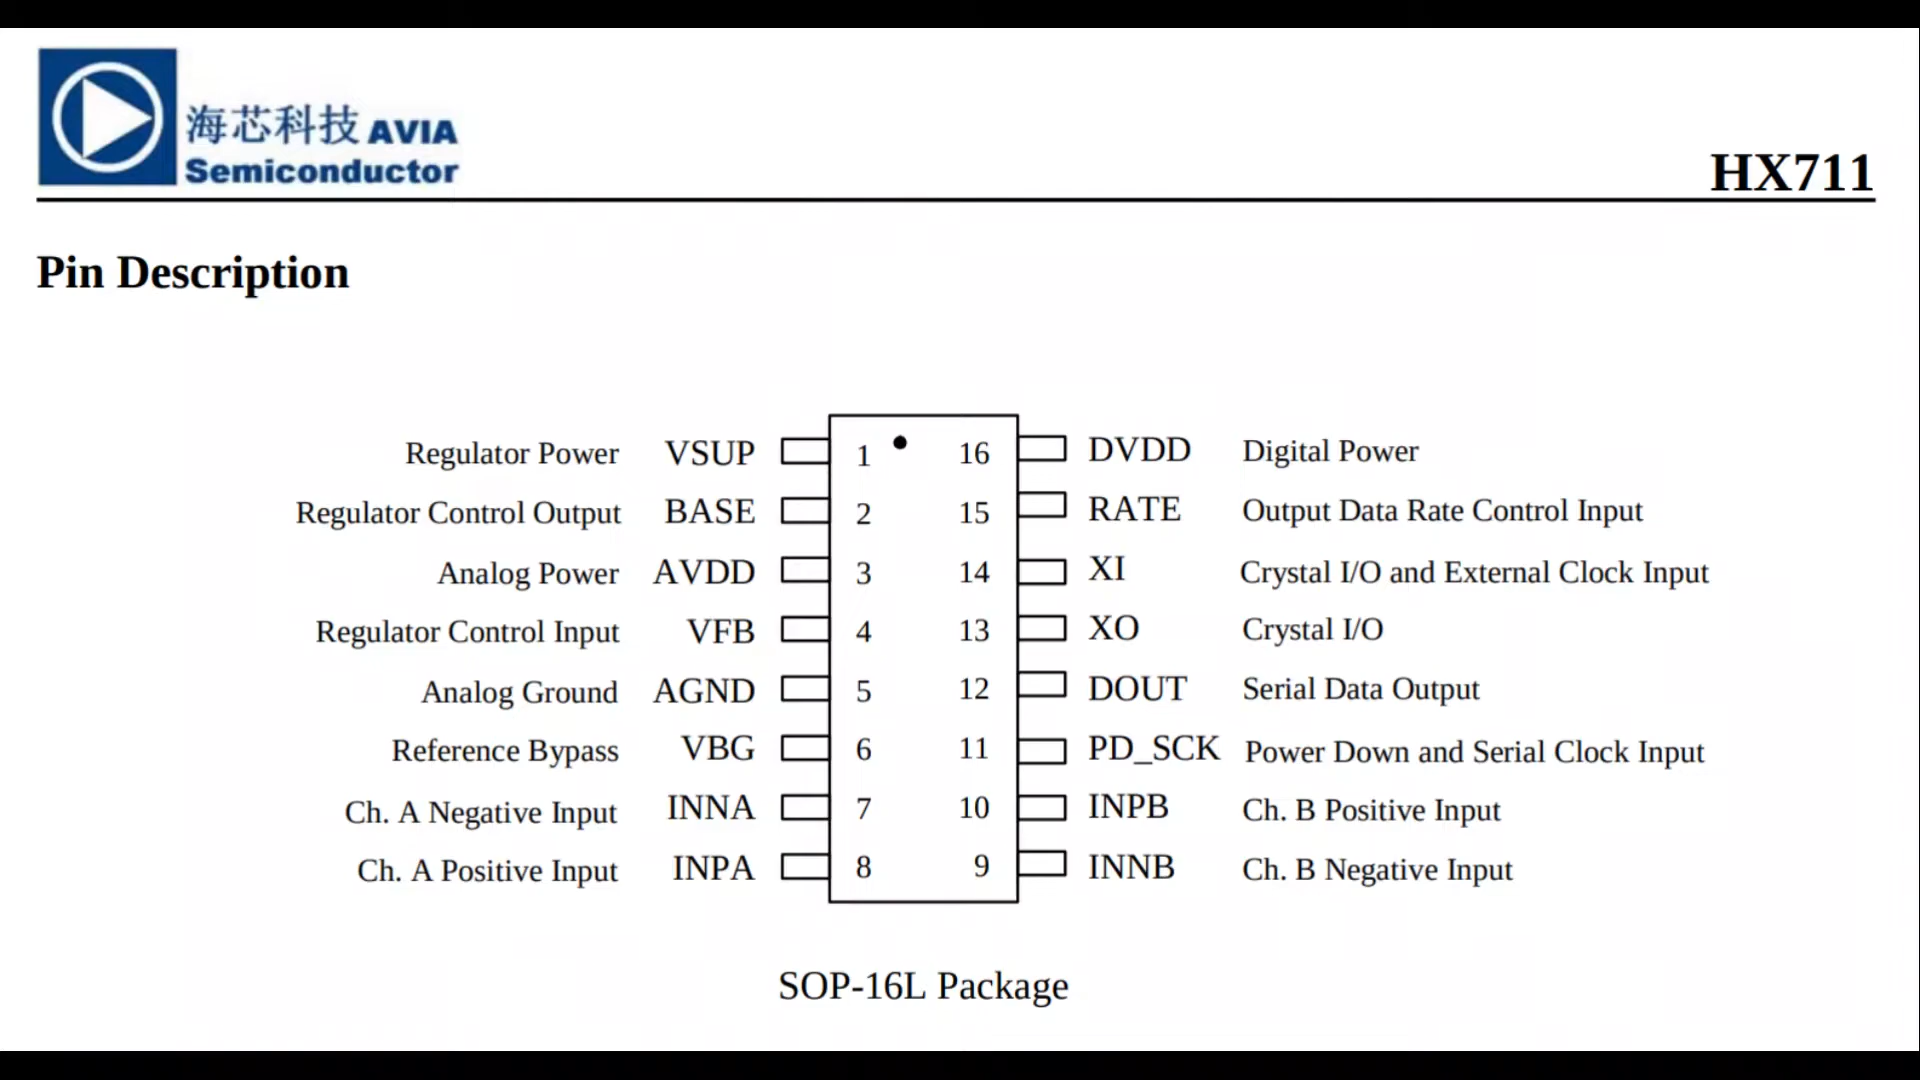 海芯科技 AVIA
Semiconductor
HX711
Pin Description
Regulator Power VSUP 1 16 DVDD Digital Power
Regulator Control Output BASE 2 15 RATE Output Data Rate Control Input
Analog Power AVDD 3 14 XI Crystal I/O and External Clock Input
Regulator Control Input VFB 4 13 XO Crystal I/O
Analog Ground AGND 5 12 DOUT Serial Data Output
Reference Bypass VBG 6 11 PD_SCK Power Down and Serial Clock Input
Ch. A Negative Input INNA 7 10 INPB Ch. B Positive Input
Ch. A Positive Input INPA 8 9 INNB Ch. B Negative Input
SOP-16L Package